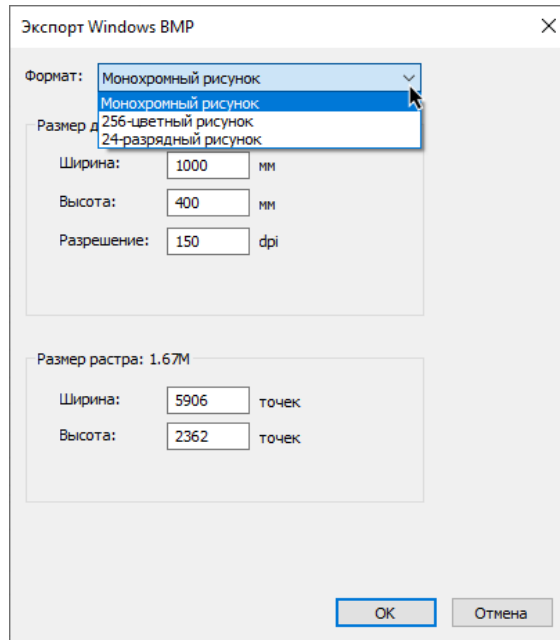 Экспорт Windows BMP
Формат: Монохромный рисунок
Монохромный рисунок
256-цветный рисунок
24-разрядный рисунок
Размер
Ширина: 1000 мм
Высота: 400 мм
Разрешение: 150 dpi
Размер растра: 1.67M
Ширина: 5906 точек
Высота: 2362 точек
OK Отмена